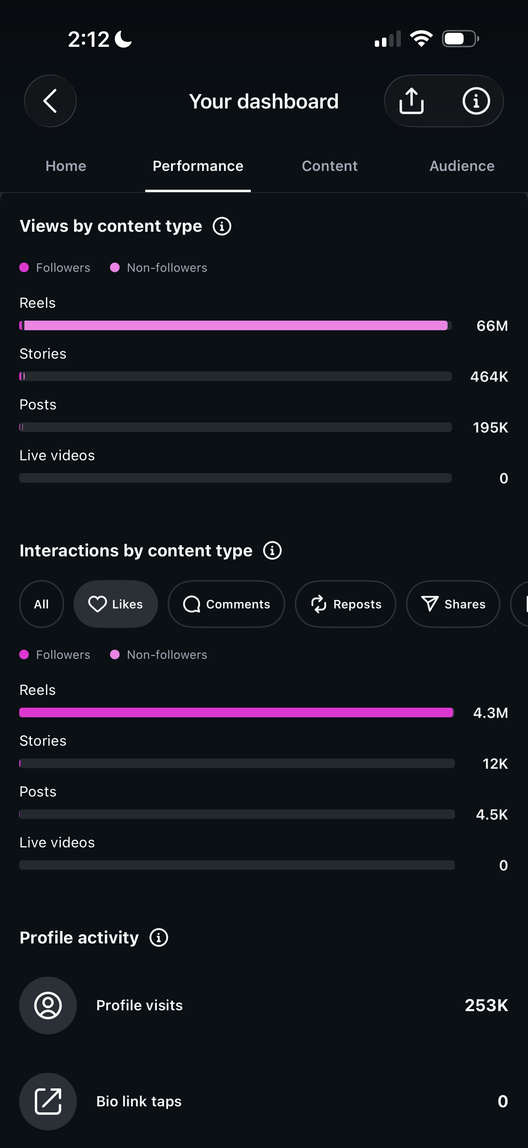 2:12
Your dashboard
Home Performance Content Audience
Views by content type
Followers Non-followers
Reels
66M
Stories
464K
Posts
195K
Live videos
0
Interactions by content type
All Likes Comments Reposts Shares
Followers Non-followers
Reels
4.3M
Stories
12K
Posts
4.5K
Live videos
0
Profile activity
Profile visits 253K
Bio link taps 0